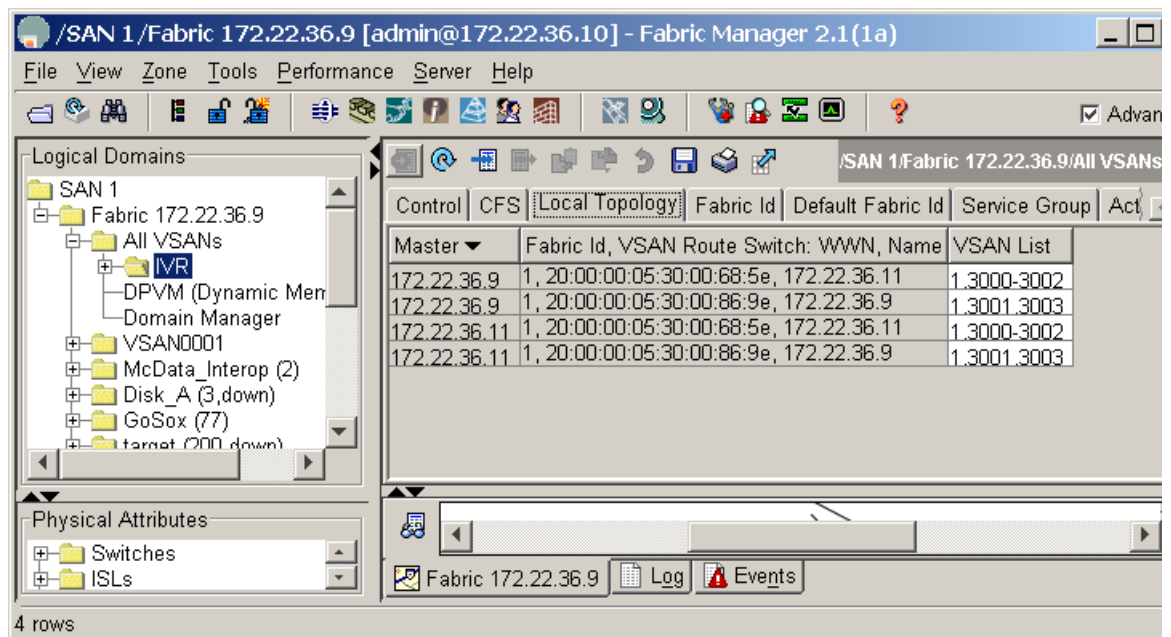 /SAN 1/Fabric 172.22.36.9 [admin@172.22.36.10] - Fabric Manager 2.1(1a)
File View Zone Tools Performance Server Help
Advan
Logical Domains
SAN 1
Fabric 172.22.36.9
All VSANs
IVR
DPVM (Dynamic Mem
Domain Manager
VSAN0001
McData_Interop (2)
Disk_A (3,down)
GoSox (77)
target (200,down)
Physical Attributes
Switches
ISLs
/SAN 1/Fabric 172.22.36.9/All VSANs
Control CFS Local Topology Fabric Id Default Fabric Id Service Group Act
Master Fabric Id, VSAN Route Switch: WWN, Name VSAN List
172.22.36.9 1, 20:00:00:05:30:00:68:5e, 172.22.36.11 1,3000-3002
172.22.36.9 1, 20:00:00:05:30:00:86:9e, 172.22.36.9 1,3001,3003
172.22.36.11 1, 20:00:00:05:30:00:68:5e, 172.22.36.11 1,3000-3002
172.22.36.11 1, 20:00:00:05:30:00:86:9e, 172.22.36.9 1,3001,3003
Fabric 172.22.36.9 Log Events
4 rows